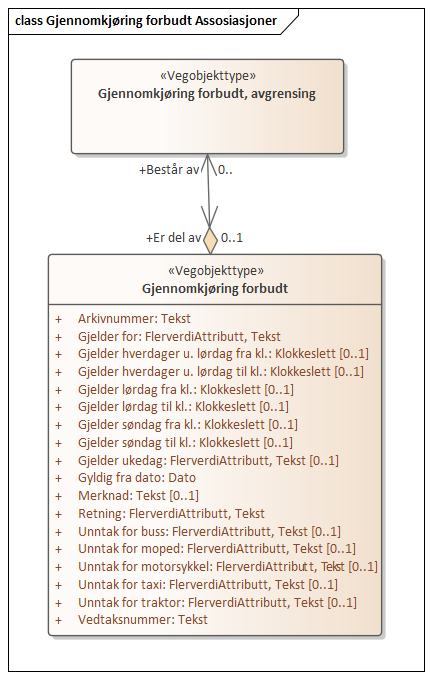 class Gjennomkjøring forbudt Assosiasjoner
«Vegobjekttype»
Gjennomkjøring forbudt, avgrensing
+Består av 0..
+Er del av 0..1
«Vegobjekttype»
Gjennomkjøring forbudt
+ Arkivnummer: Tekst
+ Gjelder for: FlerverdiAttributt, Tekst
+ Gjelder hverdager u. lørdag fra kl.: Klokkeslett [0..1]
+ Gjelder hverdager u. lørdag til kl.: Klokkeslett [0..1]
+ Gjelder lørdag fra kl.: Klokkeslett [0..1]
+ Gjelder lørdag til kl.: Klokkeslett [0..1]
+ Gjelder søndag fra kl.: Klokkeslett [0..1]
+ Gjelder søndag til kl.: Klokkeslett [0..1]
+ Gjelder ukedag: FlerverdiAttributt, Tekst [0..1]
+ Gyldig fra dato: Dato
+ Merknad: Tekst [0..1]
+ Retning: FlerverdiAttributt, Tekst
+ Unntak for buss: FlerverdiAttributt, Tekst [0..1]
+ Unntak for moped: FlerverdiAttributt, Tekst [0..1]
+ Unntak for motorsykkel: FlerverdiAttributt, Tekst [0..1]
+ Unntak for taxi: FlerverdiAttributt, Tekst [0..1]
+ Unntak for traktor: FlerverdiAttributt, Tekst [0..1]
+ Vedtaksnummer: Tekst